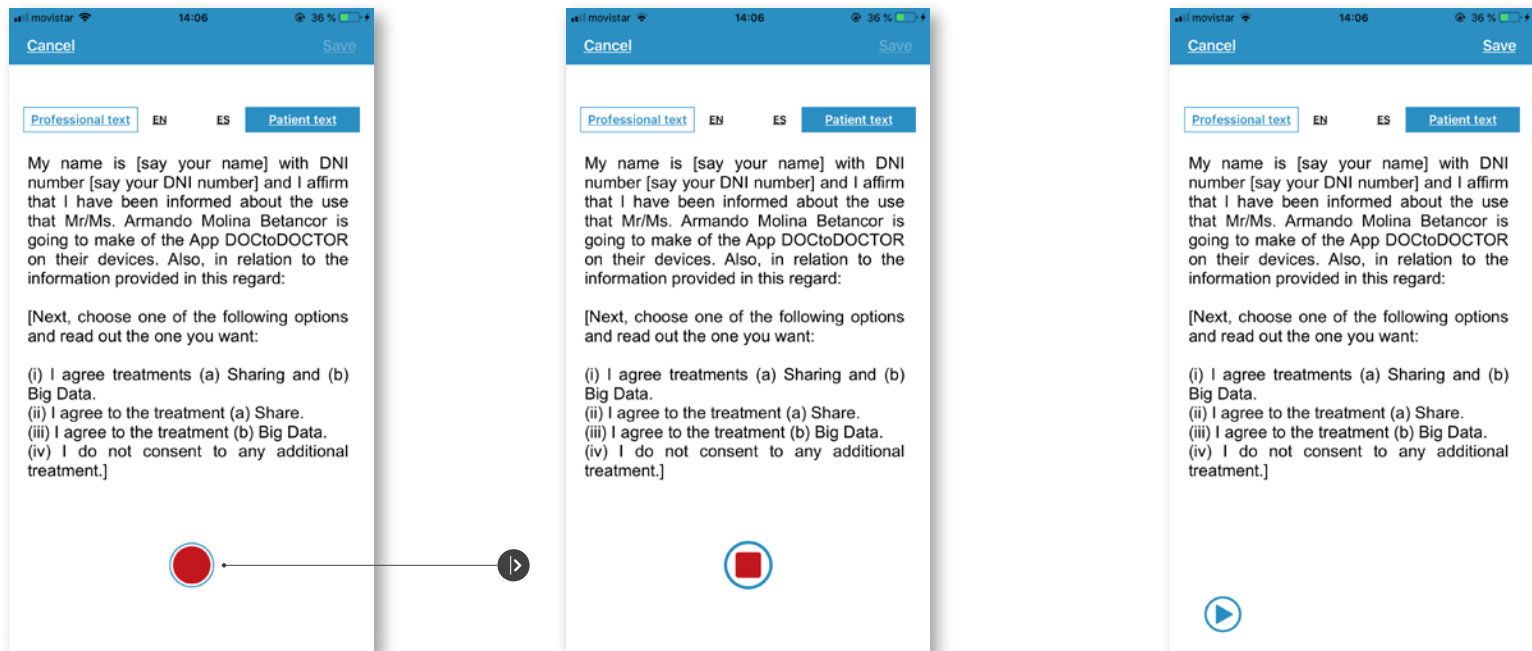 movistar 14:06 36 %
Cancel Save
Professional text EN ES Patient text
My name is [say your name] with DNI
number [say your DNI number] and I affirm
that I have been informed about the use
that Mr/Ms. Armando Molina Betancor is
going to make of the App DOCtoDOCTOR
on their devices. Also, in relation to the
information provided in this regard:
[Next, choose one of the following options
and read out the one you want:
(i) I agree treatments (a) Sharing and (b)
Big Data.
(ii) I agree to the treatment (a) Share.
(iii) I agree to the treatment (b) Big Data.
(iv) I do not consent to any additional
treatment.]
movistar 14:06 36 %
Cancel Save
Professional text EN ES Patient text
My name is [say your name] with DNI
number [say your DNI number] and I affirm
that I have been informed about the use
that Mr/Ms. Armando Molina Betancor is
going to make of the App DOCtoDOCTOR
on their devices. Also, in relation to the
information provided in this regard:
[Next, choose one of the following options
and read out the one you want:
(i) I agree treatments (a) Sharing and (b)
Big Data.
(ii) I agree to the treatment (a) Share.
(iii) I agree to the treatment (b) Big Data.
(iv) I do not consent to any additional
treatment.]
movistar 14:06 36 %
Cancel Save
Professional text EN ES Patient text
My name is [say your name] with DNI
number [say your DNI number] and I affirm
that I have been informed about the use
that Mr/Ms. Armando Molina Betancor is
going to make of the App DOCtoDOCTOR
on their devices. Also, in relation to the
information provided in this regard:
[Next, choose one of the following options
and read out the one you want:
(i) I agree treatments (a) Sharing and (b)
Big Data.
(ii) I agree to the treatment (a) Share.
(iii) I agree to the treatment (b) Big Data.
(iv) I do not consent to any additional
treatment.]